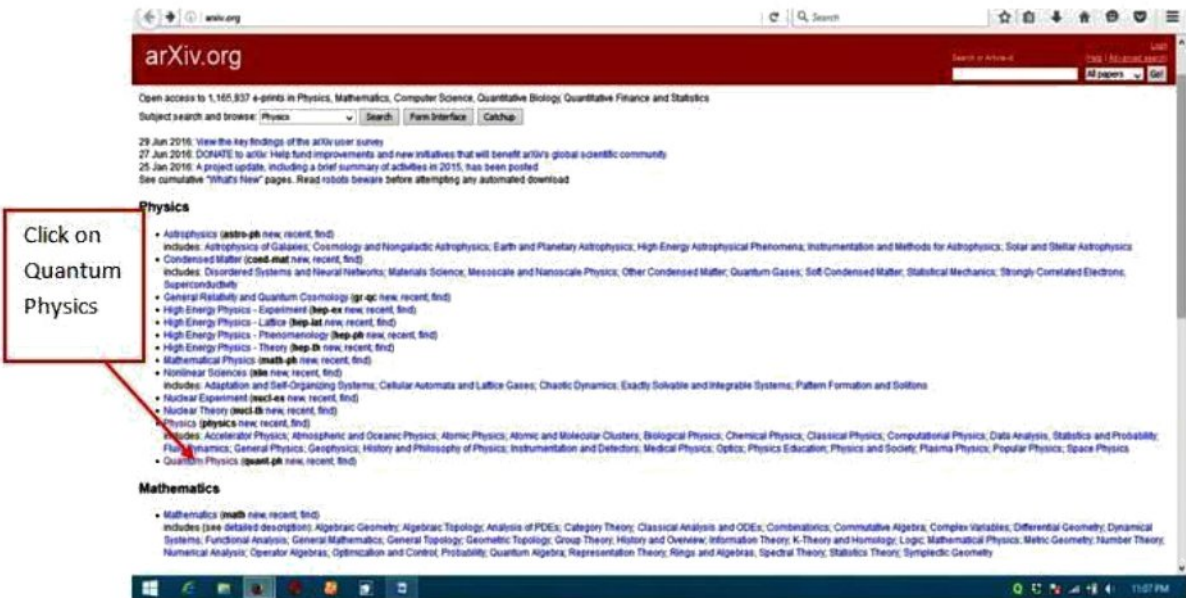 arxiv.org
Search
arXiv.org
Login
Search or Article-id
(Help | Advanced search)
All papers
Go!
Open access to 1,165,937 e-prints in Physics, Mathematics, Computer Science, Quantitative Biology, Quantitative Finance and Statistics
Subject search and browse: Physics Search Form Interface Catchup
29 Jun 2016: View the key findings of the arXiv user survey
27 Jun 2016: DONATE to arXiv: Help fund improvements and new initiatives that will benefit arXiv's global scientific community
25 Jan 2016: A project update, including a brief summary of activities in 2015, has been posted
See cumulative "What's New" pages. Read robots beware before attempting any automated download
Physics
Click on
Quantum
Physics
• Astrophysics (astro-ph new, recent, find)
includes: Astrophysics of Galaxies; Cosmology and Nongalactic Astrophysics; Earth and Planetary Astrophysics; High Energy Astrophysical Phenomena; Instrumentation and Methods for Astrophysics; Solar and Stellar Astrophysics
• Condensed Matter (cond-mat new, recent, find)
includes: Disordered Systems and Neural Networks; Materials Science; Mesoscale and Nanoscale Physics; Other Condensed Matter; Quantum Gases; Soft Condensed Matter; Statistical Mechanics; Strongly Correlated Electrons;
Superconductivity
• General Relativity and Quantum Cosmology (gr-qc new, recent, find)
• High Energy Physics - Experiment (hep-ex new, recent, find)
• High Energy Physics - Lattice (hep-lat new, recent, find)
• High Energy Physics - Phenomenology (hep-ph new, recent, find)
• High Energy Physics - Theory (hep-th new, recent, find)
• Mathematical Physics (math-ph new, recent, find)
• Nonlinear Sciences (nlin new, recent, find)
includes: Adaptation and Self-Organizing Systems; Cellular Automata and Lattice Gases; Chaotic Dynamics; Exactly Solvable and Integrable Systems; Pattern Formation and Solitons
• Nuclear Experiment (nucl-ex new, recent, find)
• Nuclear Theory (nucl-th new, recent, find)
• Physics (physics new, recent, find)
includes: Accelerator Physics; Atmospheric and Oceanic Physics; Atomic Physics; Atomic and Molecular Clusters; Biological Physics; Chemical Physics; Classical Physics; Computational Physics; Data Analysis, Statistics and Probability;
Fluid Dynamics; General Physics; Geophysics; History and Philosophy of Physics; Instrumentation and Detectors; Medical Physics; Optics; Physics Education; Physics and Society; Plasma Physics; Popular Physics; Space Physics
• Quantum Physics (quant-ph new, recent, find)
Mathematics
• Mathematics (math new, recent, find)
includes (see detailed description): Algebraic Geometry; Algebraic Topology; Analysis of PDEs; Category Theory; Classical Analysis and ODEs; Combinatorics; Commutative Algebra; Complex Variables; Differential Geometry; Dynamical
Systems; Functional Analysis; General Mathematics; General Topology; Geometric Topology; Group Theory; History and Overview; Information Theory; K-Theory and Homology; Logic; Mathematical Physics; Metric Geometry; Number Theory;
Numerical Analysis; Operator Algebras; Optimization and Control; Probability; Quantum Algebra; Representation Theory; Rings and Algebras; Spectral Theory; Statistics Theory; Symplectic Geometry
11:07 PM